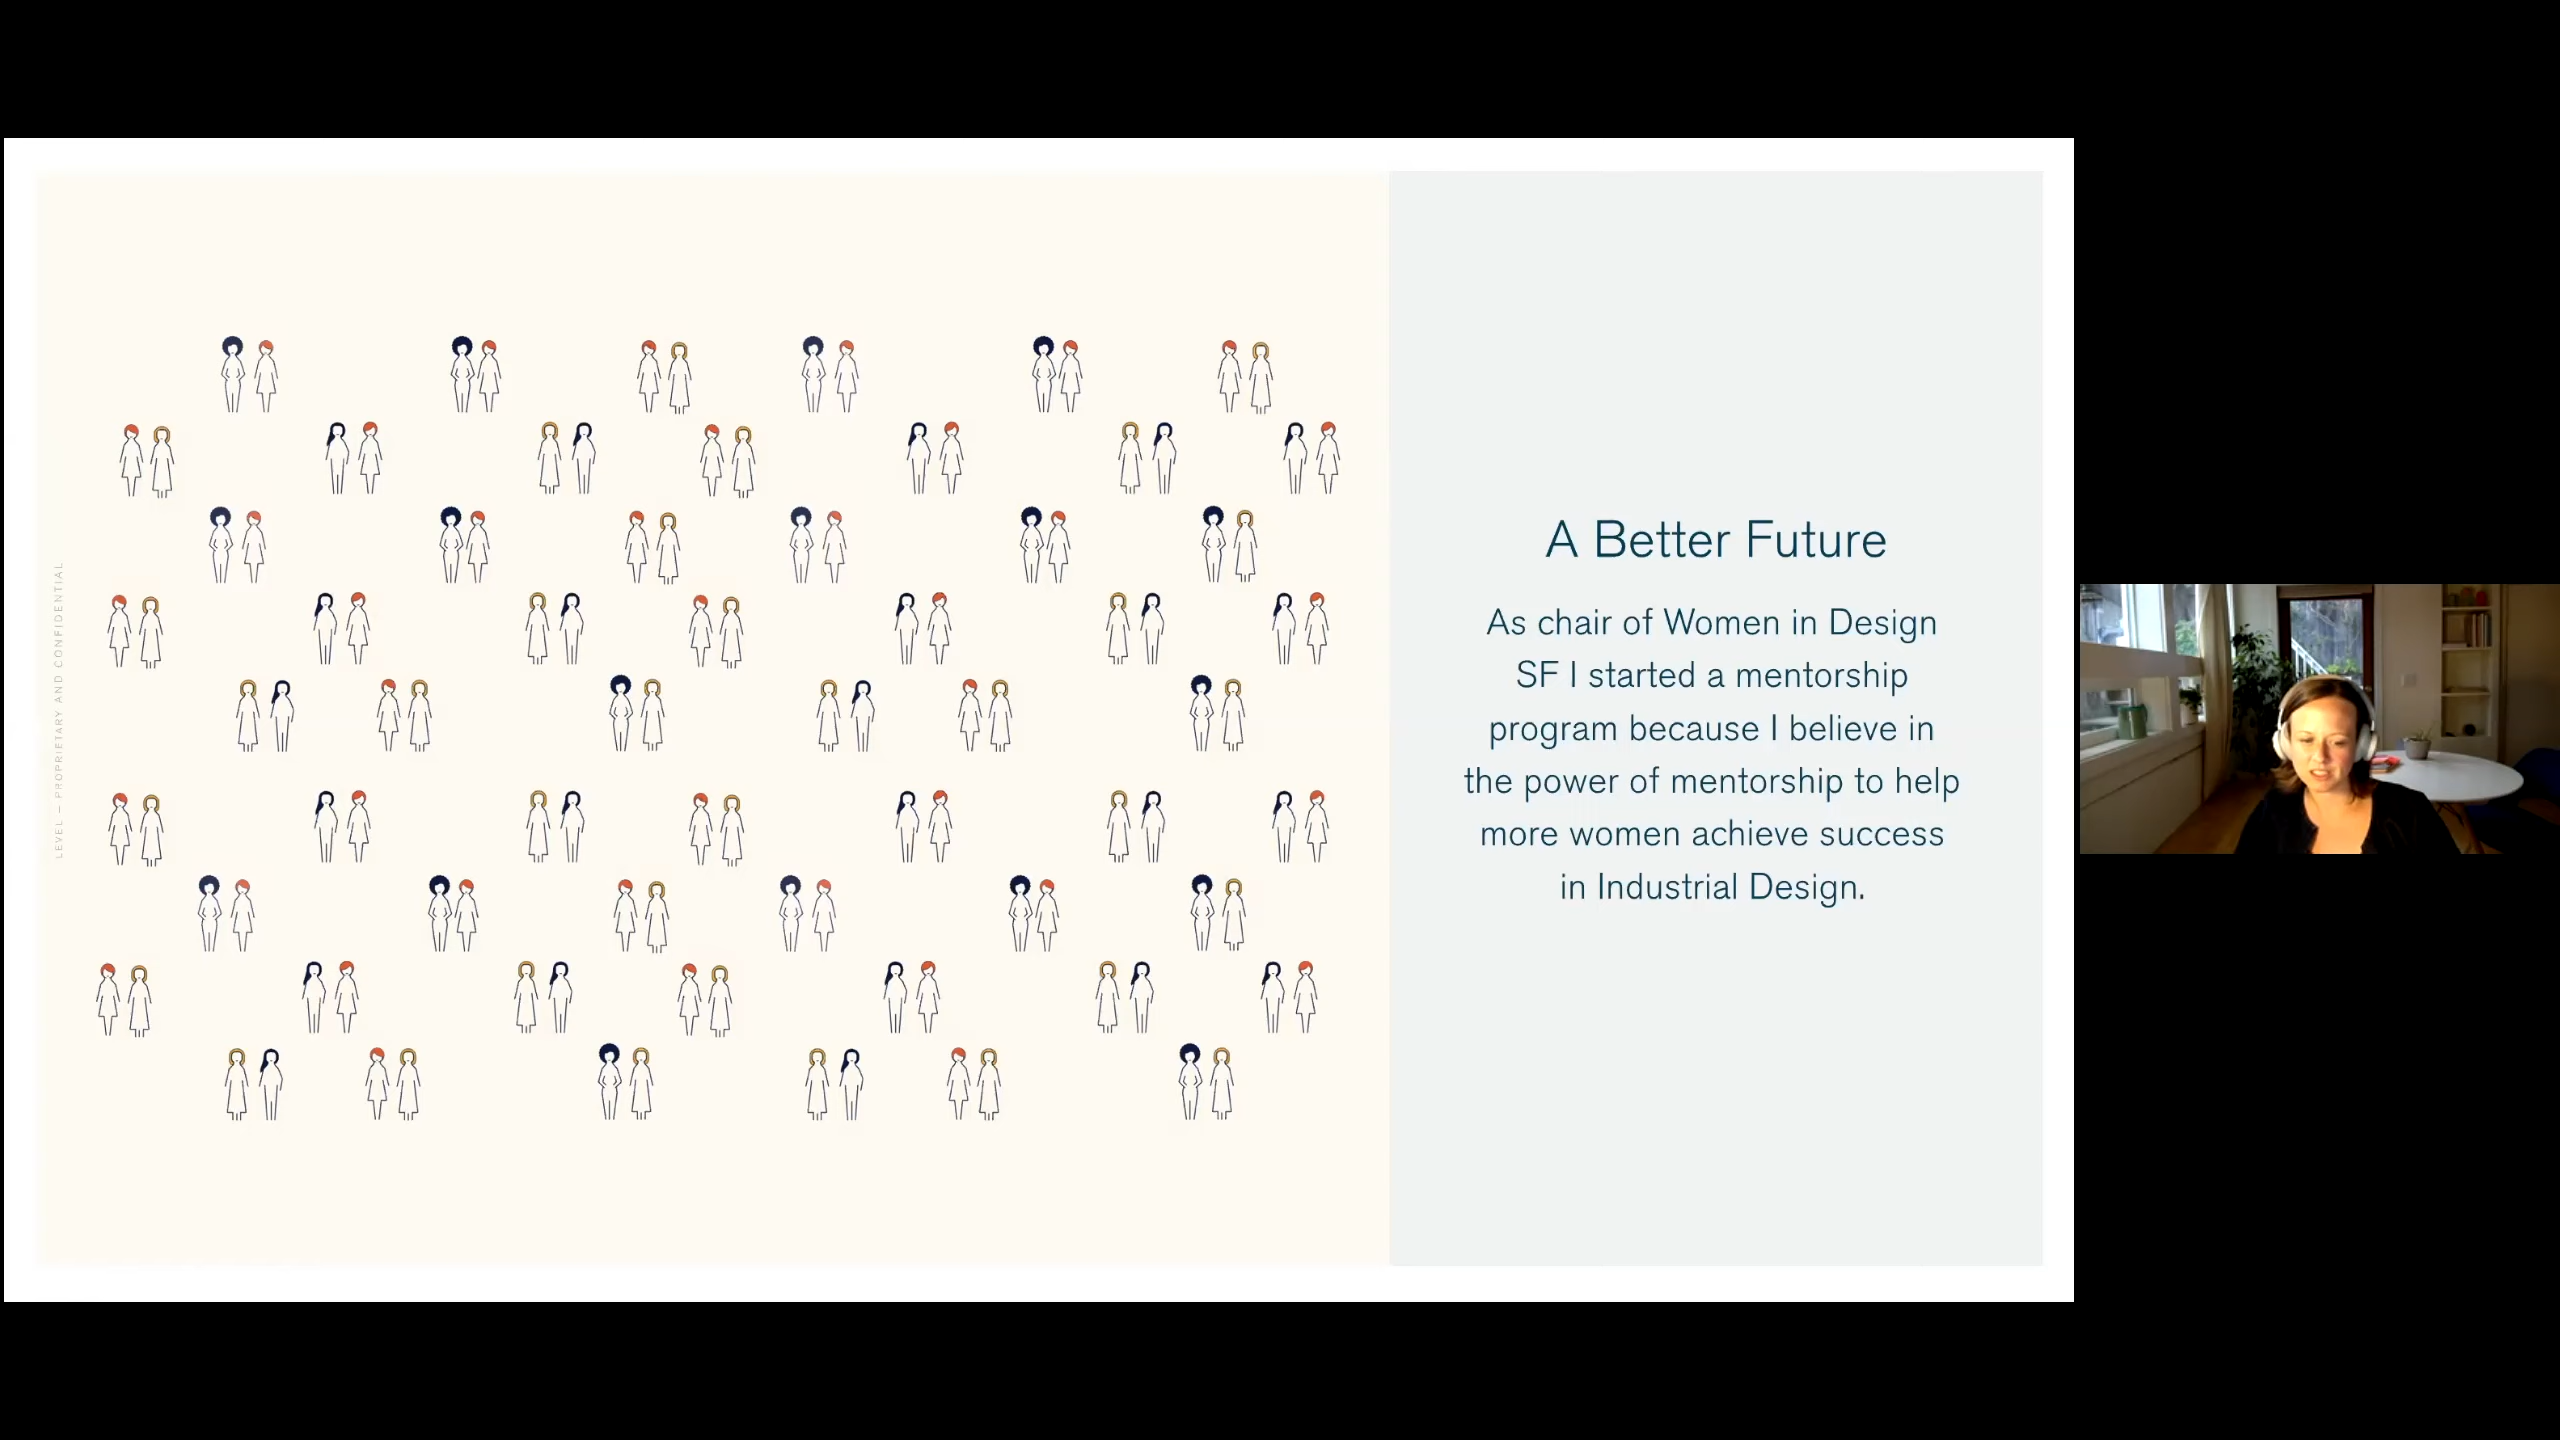 LEVEL — PROPRIETARY AND CONFIDENTIAL
A Better Future
As chair of Women in Design
SF I started a mentorship
program because I believe in
the power of mentorship to help
more women achieve success
in Industrial Design.